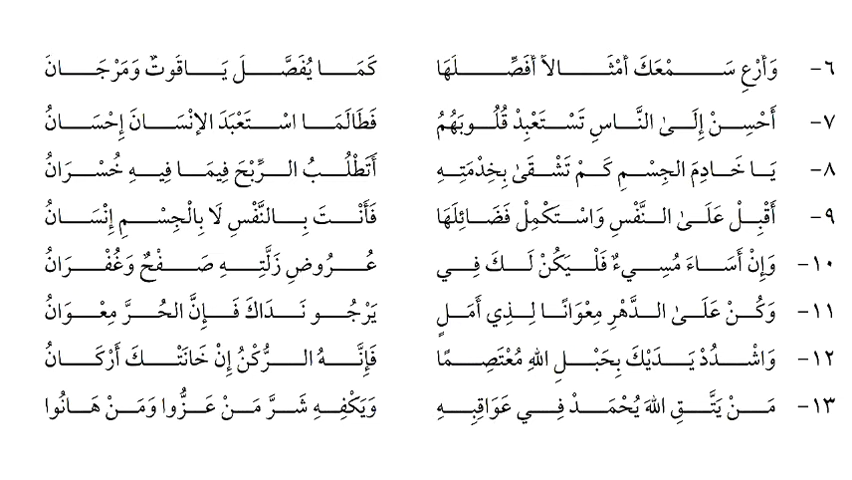 ٦- وَأَرْعِ سَمْعَكَ أَمْثَالاً أُفَصِّلُهَا كَمَا يُفَصَّلُ يَاقُوتٌ وَمَرْجَانَ
٧- أَحْسِنْ إِلَىٰ النَّاسِ تَسْتَعْبِدْ قُلُوبَهُمُ فَطَالَمَا اسْتَعْبَدَ الإنْسَانَ إِحْسَانُ
٨- يَا خَادِمَ الجِسْمِ كَمْ تَشْقَىٰ بِخِدْمَتِهِ أَتَطْلُبُ الرِّبْحَ فِيمَا فِيهِ خُسْرَانُ
٩- أَقْبِلْ عَلَىٰ النَّفْسِ وَاسْتَكْمِلْ فَضَائِلَهَا فَأَنْتَ بِالنَّفْسِ لَا بِالْجِسْمِ إِنْسَانُ
١٠- وَإِنْ أَسَاءَ مُسِيءٌ فَلْيَكُنْ لَكَ فِي عُرُوضِ زَلَّتِهِ صَفْحٌ وَغُفْرَانُ
١١- وَكُنْ عَلَىٰ الدَّهْرِ مِعْوَانًا لِذِي أَمَلٍ يَرْجُو نَدَاكَ فَإِنَّ الحُرَّ مِعْوَانُ
١٢- وَاشْدُدْ يَدَيْكَ بِحَبْلِ اللهِ مُعْتَصِمًا فَإِنَّهُ الرُّكْنُ إِنْ خَانَتْكَ أَرْكَانُ
١٣- مَنْ يَتَّقِ اللهَ يُحْمَدْ فِي عَوَاقِبِهِ وَيَكْفِهِ شَرَّ مَنْ عَزُّوا وَمَنْ هَانُوا